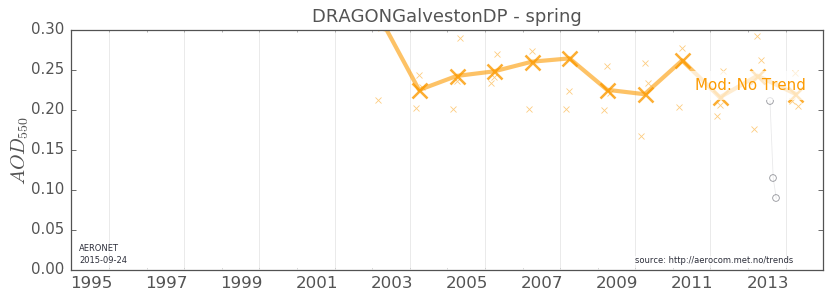 DRAGONGalvestonDP - spring
0.30
0.25
0.20
0.15
0.10
0.05
0.00
AOD550
Mod: No Trend
AERONET
2015-09-24
source: http://aerocom.met.no/trends
1995 1997 1999 2001 2003 2005 2007 2009 2011 2013